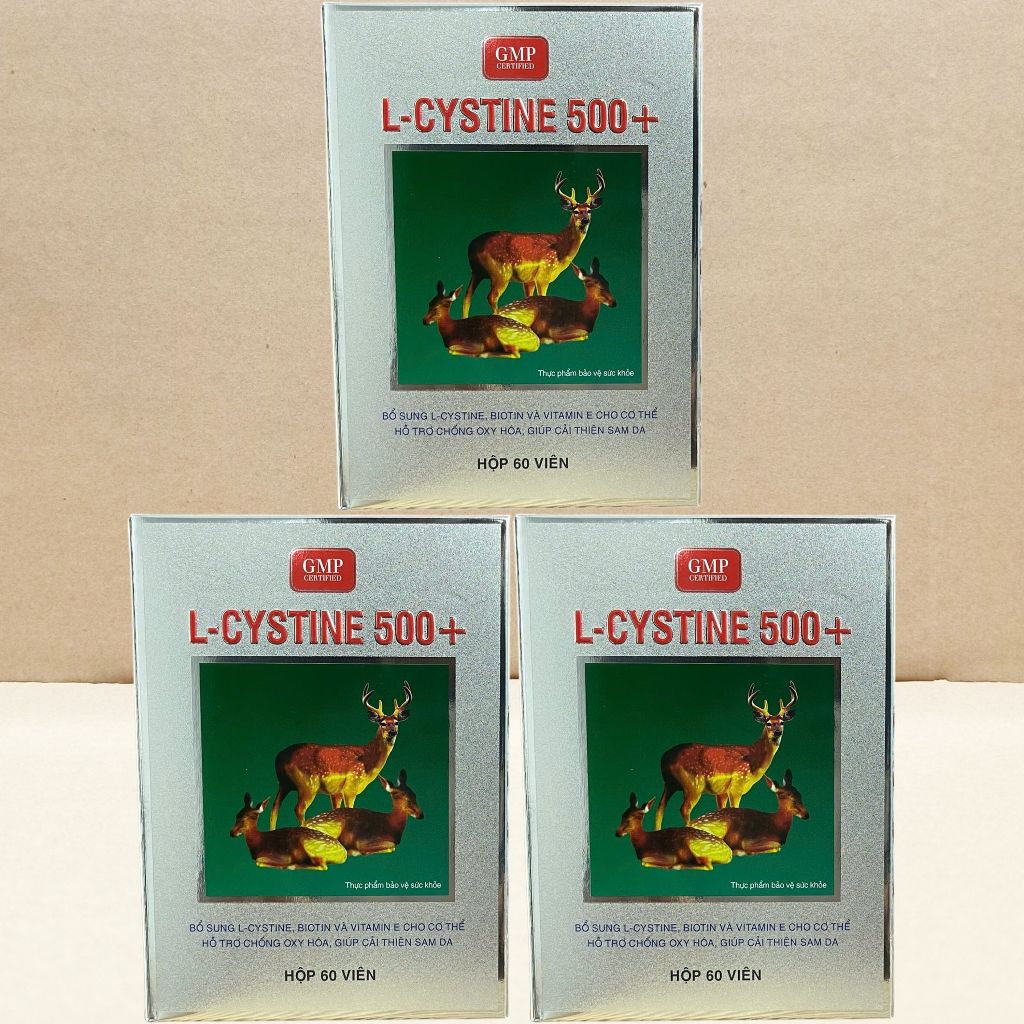 GMP
CERTIFIED
L-CYSTINE 500+
Thực phẩm bảo vệ sức khỏe
BỔ SUNG L-CYSTINE, BIOTIN VÀ VITAMIN E CHO CƠ THỂ
HỖ TRỢ CHỐNG OXY HÓA, GIÚP CẢI THIỆN SẠM DA
HỘP 60 VIÊN
GMP
CERTIFIED
L-CYSTINE 500+
Thực phẩm bảo vệ sức khỏe
BỔ SUNG L-CYSTINE, BIOTIN VÀ VITAMIN E CHO CƠ THỂ
HỖ TRỢ CHỐNG OXY HÓA, GIÚP CẢI THIỆN SẠM DA
HỘP 60 VIÊN
GMP
CERTIFIED
L-CYSTINE 500+
Thực phẩm bảo vệ sức khỏe
BỔ SUNG L-CYSTINE, BIOTIN VÀ VITAMIN E CHO CƠ THỂ
HỖ TRỢ CHỐNG OXY HÓA, GIÚP CẢI THIỆN SẠM DA
HỘP 60 VIÊN